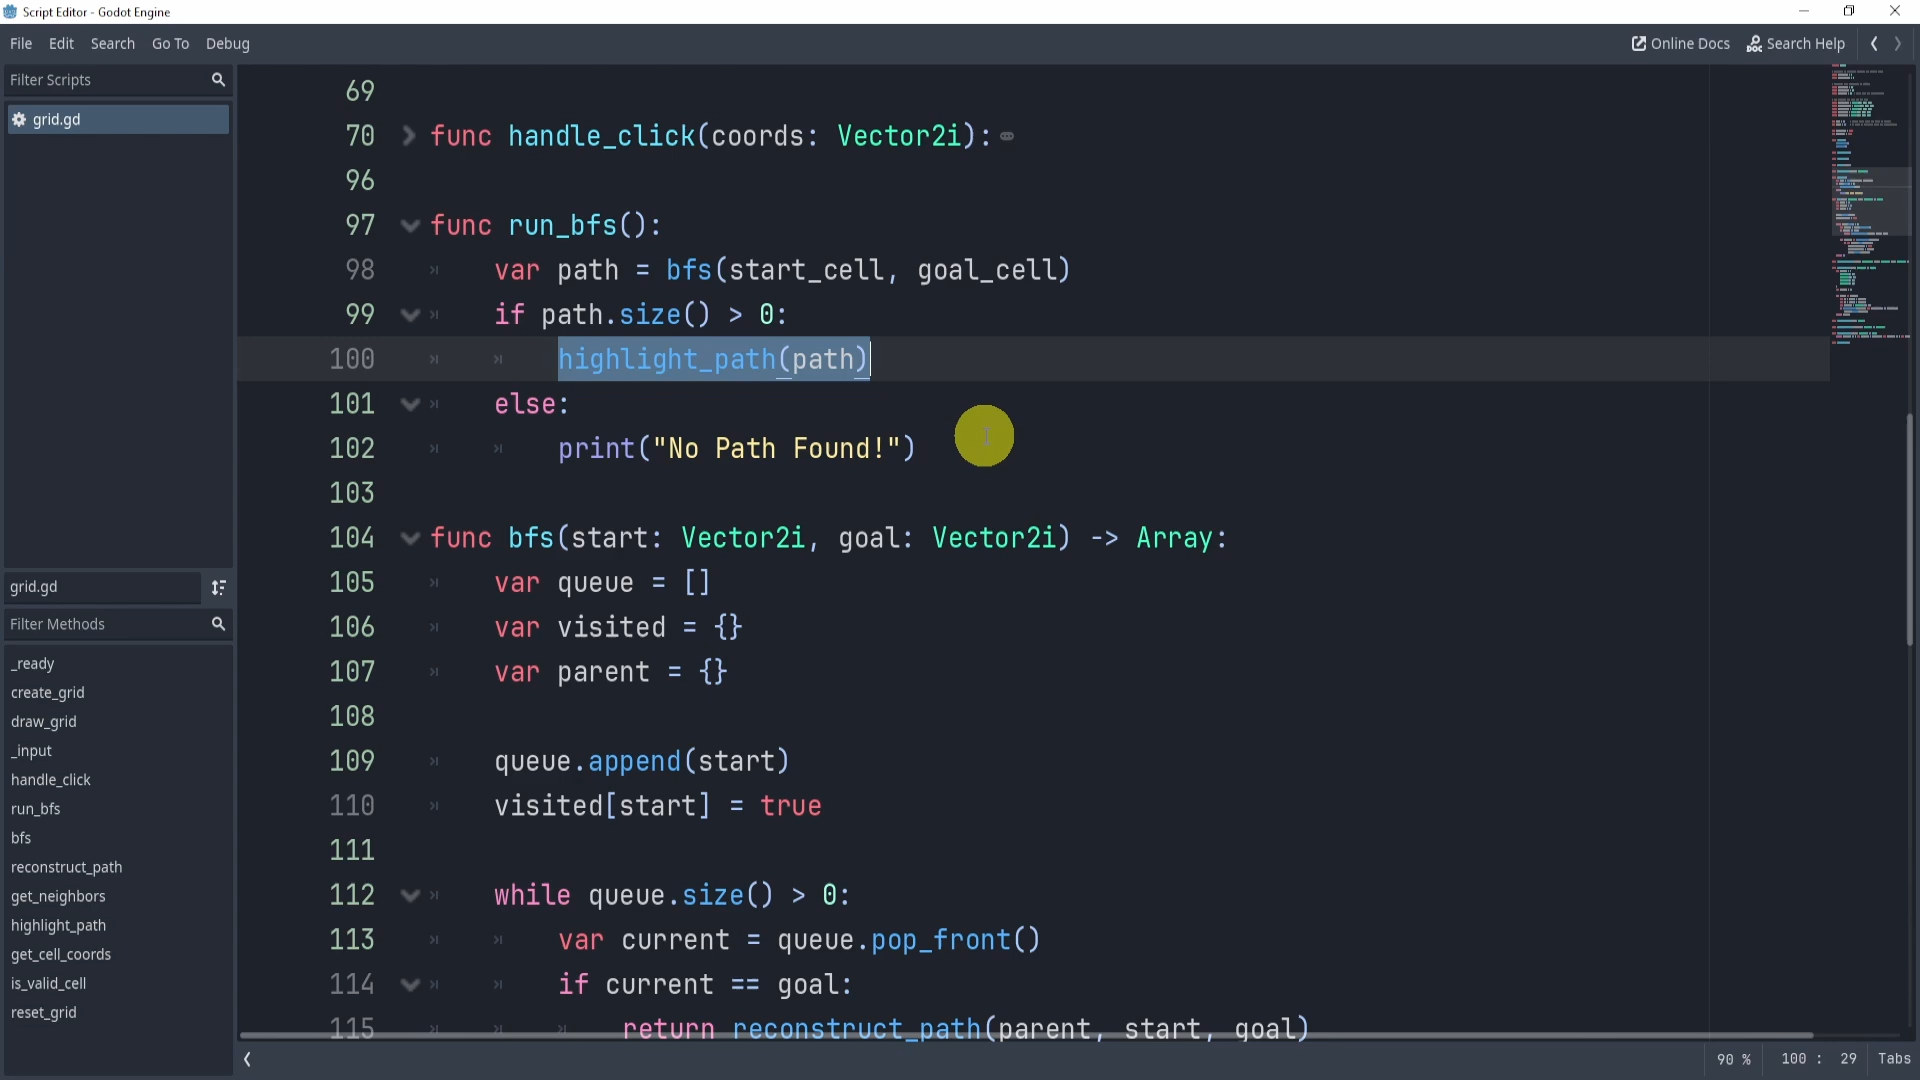 Script Editor - Godot Engine
File Edit Search Go To Debug
Online Docs Search Help
Filter Scripts
grid.gd
grid.gd
Filter Methods
_ready
create_grid
draw_grid
_input
handle_click
run_bfs
bfs
reconstruct_path
get_neighbors
highlight_path
get_cell_coords
is_valid_cell
reset_grid
69
70 func handle_click(coords: Vector2i):
96
97 func run_bfs():
98 var path = bfs(start_cell, goal_cell)
99 if path.size() > 0:
100 highlight_path(path)
101 else:
102 print("No Path Found!")
103
104 func bfs(start: Vector2i, goal: Vector2i) -> Array:
105 var queue = []
106 var visited = {}
107 var parent = {}
108
109 queue.append(start)
110 visited[start] = true
111
112 while queue.size() > 0:
113 var current = queue.pop_front()
114 if current == goal:
115 return reconstruct_path(parent, start, goal)
90 % 100 : 29 Tabs